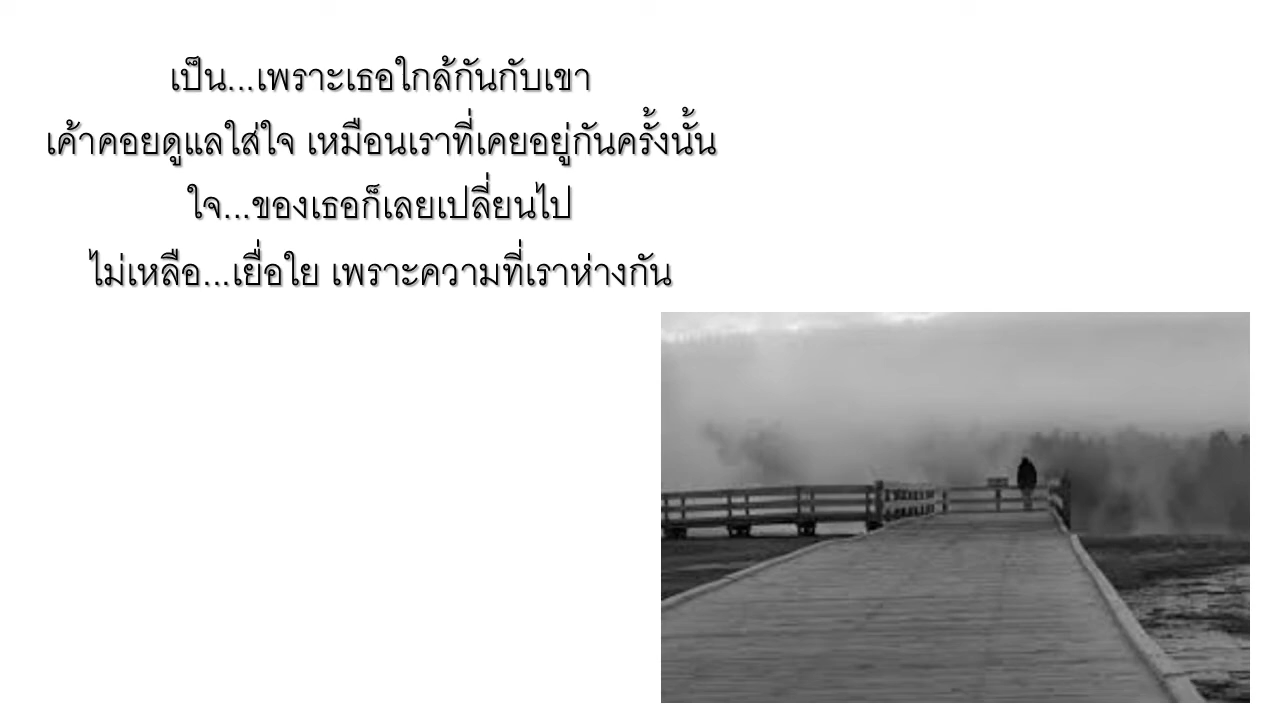 เป็น...เพราะเธอใกล้กันกับเขา
เค้าคอยดูแลใส่ใจ เหมือนเราที่เคยอยู่กันครั้งนั้น
ใจ...ของเธอก็เลยเปลี่ยนไป
ไม่เหลือ...เยื่อใย เพราะความที่เราห่างกัน